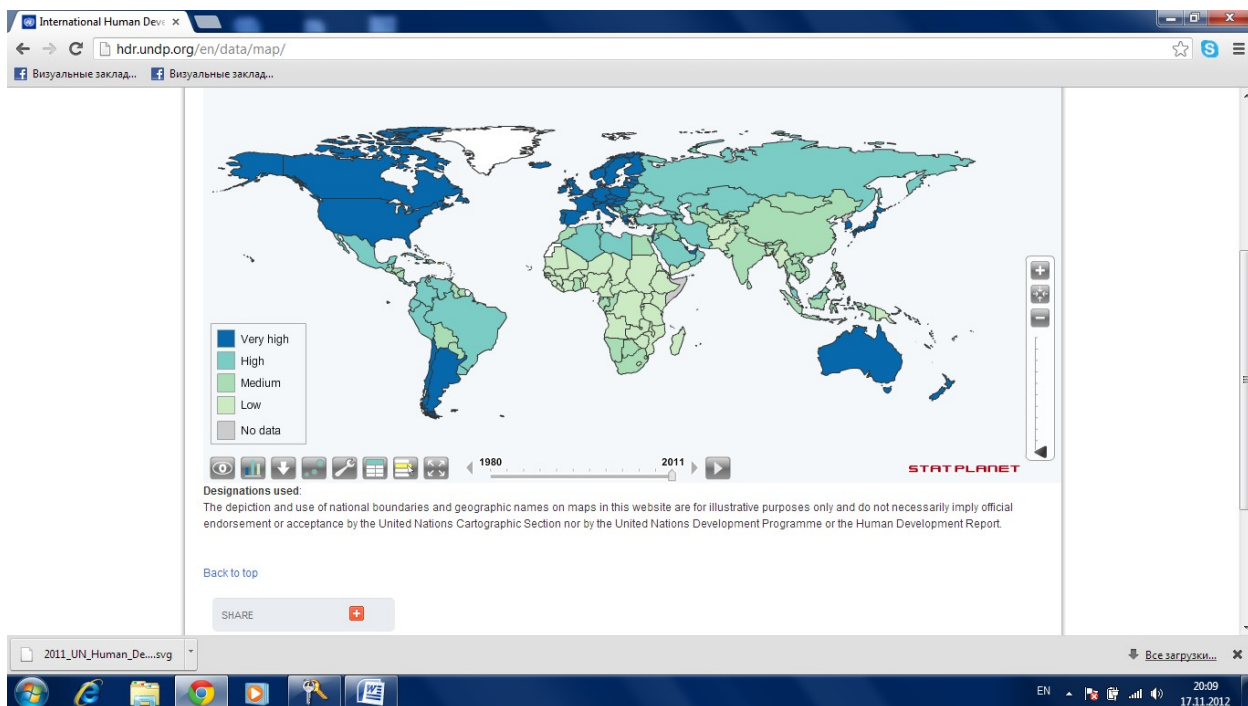 International Human Deve
hdr.undp.org/en/data/map/
Визуальные заклад... Визуальные заклад...
Very high
High
Medium
Low
No data
1980 2011
STATPLANET
Designations used:
The depiction and use of national boundaries and geographic names on maps in this website are for illustrative purposes only and do not necessarily imply official
endorsement or acceptance by the United Nations Cartographic Section nor by the United Nations Development Programme or the Human Development Report.
Back to top
SHARE
2011_UN_Human_De....svg Все загрузки...
EN 20:09
17.11.2012